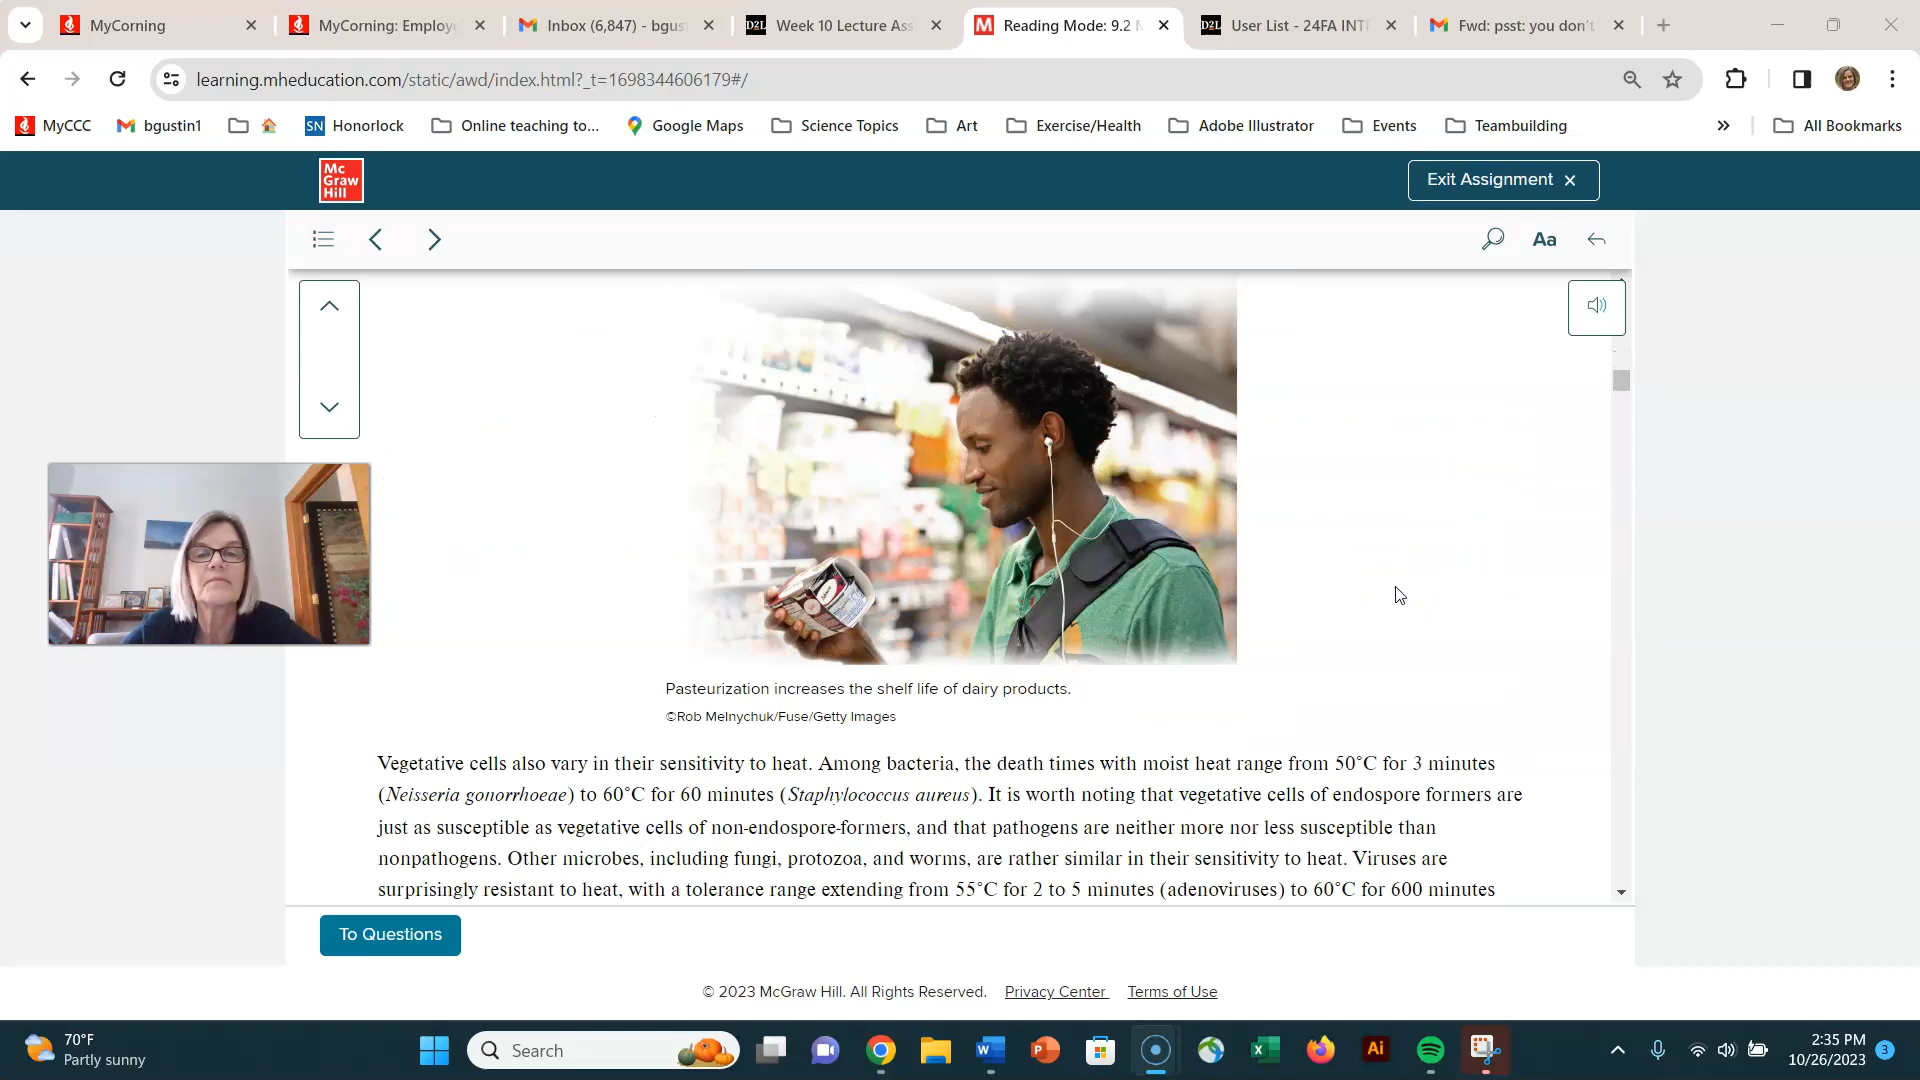 MyCorning
MyCorning: Employe
Inbox (6,847) - bgus
Week 10 Lecture Ass
Reading Mode: 9.2 M
User List - 24FA INT
Fwd: psst: you don't
learning.mheducation.com/static/awd/index.html?_t=1698344606179#/
MyCCC
bgustin1
SN Honorlock
Online teaching to...
Google Maps
Science Topics
Art
Exercise/Health
Adobe Illustrator
Events
Teambuilding
All Bookmarks
Mc
Graw
Hill
Exit Assignment
Aa
Pasteurization increases the shelf life of dairy products.
©Rob Melnychuk/Fuse/Getty Images
Vegetative cells also vary in their sensitivity to heat. Among bacteria, the death times with moist heat range from 50°C for 3 minutes
(Neisseria gonorrhoeae) to 60°C for 60 minutes (Staphylococcus aureus). It is worth noting that vegetative cells of endospore formers are
just as susceptible as vegetative cells of non-endospore-formers, and that pathogens are neither more nor less susceptible than
nonpathogens. Other microbes, including fungi, protozoa, and worms, are rather similar in their sensitivity to heat. Viruses are
surprisingly resistant to heat, with a tolerance range extending from 55°C for 2 to 5 minutes (adenoviruses) to 60°C for 600 minutes
To Questions
© 2023 McGraw Hill. All Rights Reserved. Privacy Center Terms of Use
70°F
Partly sunny
Search
2:35 PM
10/26/2023
3